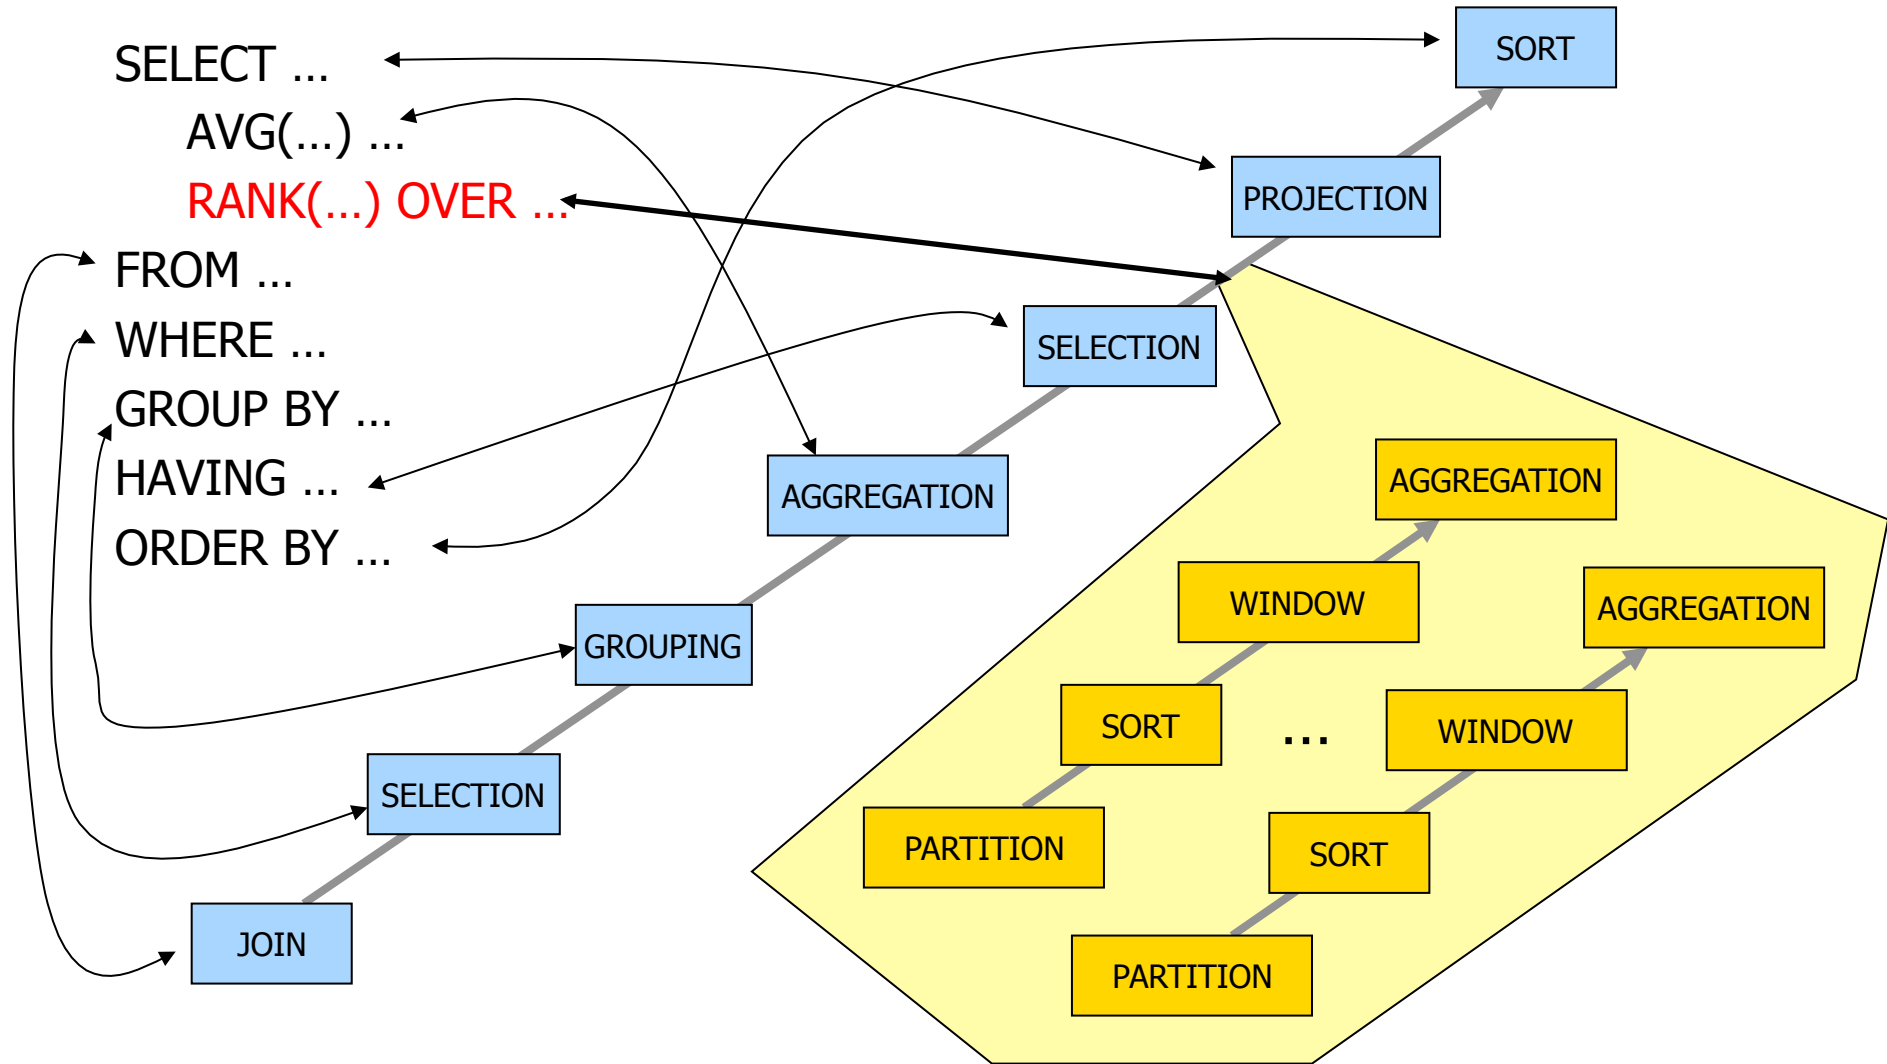 SELECT ...
AVG(...) ...
RANK(...) OVER ...
FROM ...
WHERE ...
GROUP BY ...
HAVING ...
ORDER BY ...
SORT
PROJECTION
SELECTION
AGGREGATION
GROUPING
SELECTION
JOIN
AGGREGATION
WINDOW
SORT
PARTITION
...
AGGREGATION
WINDOW
SORT
PARTITION